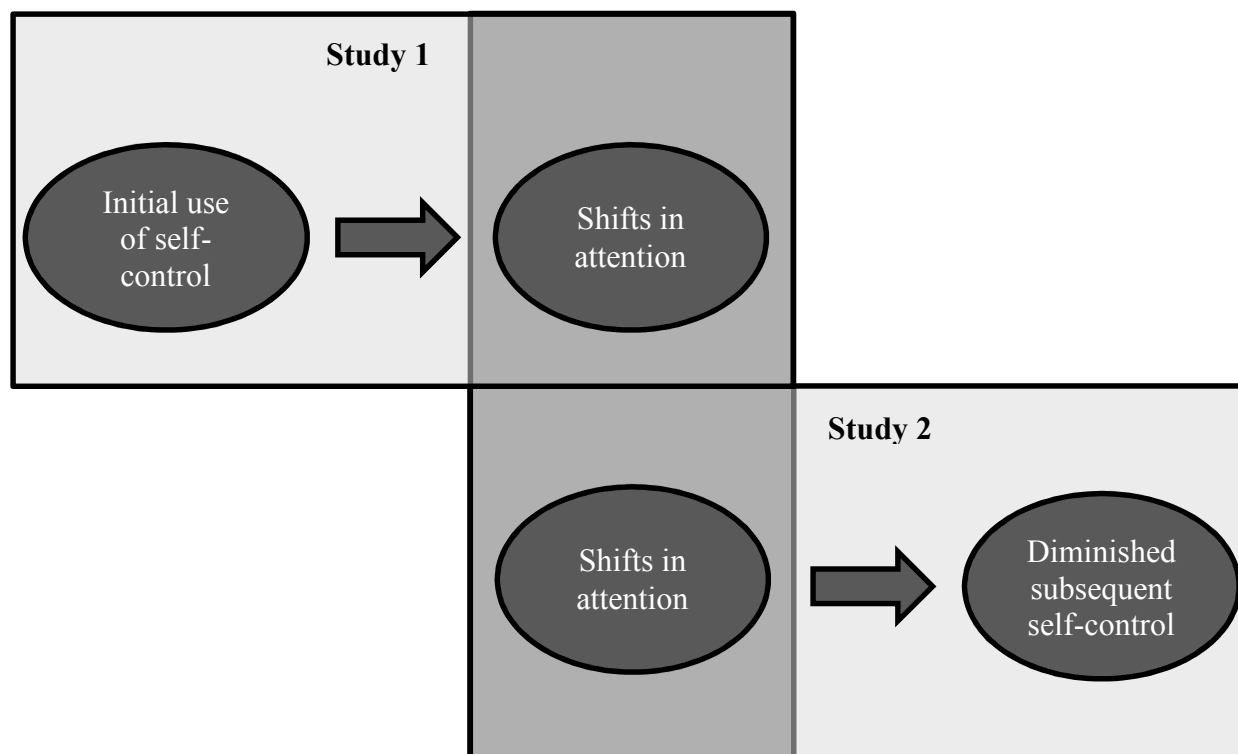 Study 1
Initial use
of self-
control
Shifts in
attention
Study 2
Shifts in
attention
Diminished
subsequent
self-control